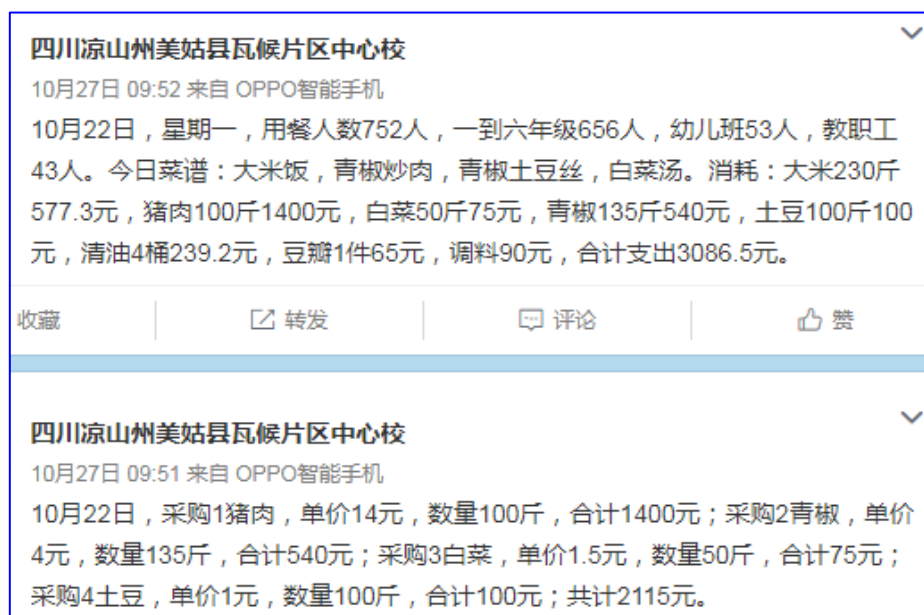 四川凉山州美姑县瓦候片区中心校
10月27日 09:52 来自 OPPO智能手机
10月22日，星期一，用餐人数752人，一到六年级656人，幼儿班53人，教职工
43人。今日菜谱：大米饭，青椒炒肉，青椒土豆丝，白菜汤。消耗：大米230斤
577.3元，猪肉100斤1400元，白菜50斤75元，青椒135斤540元，土豆100斤100
元，清油4桶239.2元，豆瓣1件65元，调料90元，合计支出3086.5元。
收藏 转发 评论 赞
四川凉山州美姑县瓦候片区中心校
10月27日 09:51 来自 OPPO智能手机
10月22日，采购1猪肉，单价14元，数量100斤，合计1400元；采购2青椒，单价
4元，数量135斤，合计540元；采购3白菜，单价1.5元，数量50斤，合计75元；
采购4土豆，单价1元，数量100斤，合计100元；共计2115元。